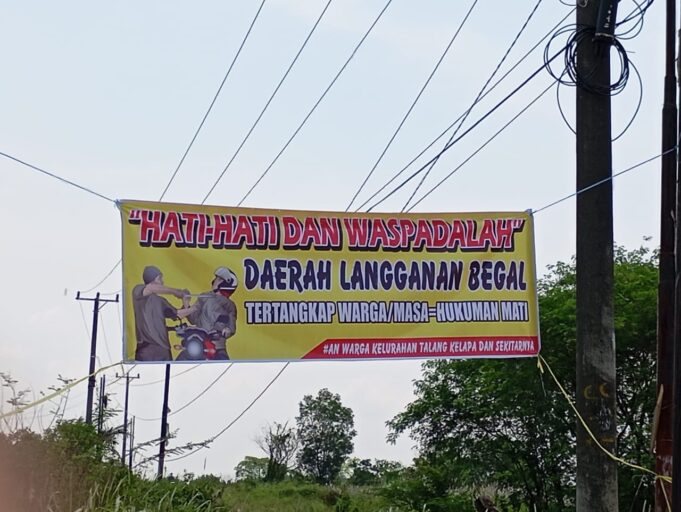 "HATI-HATI DAN WASPADALAH"
DAERAH LANGGANAN BEGAL
TERTANGKAP WARGA/MASA=HUKUMAN MATI
#AN WARGA KELURAHAN TALANG KELAPA DAN SEKITARNYA